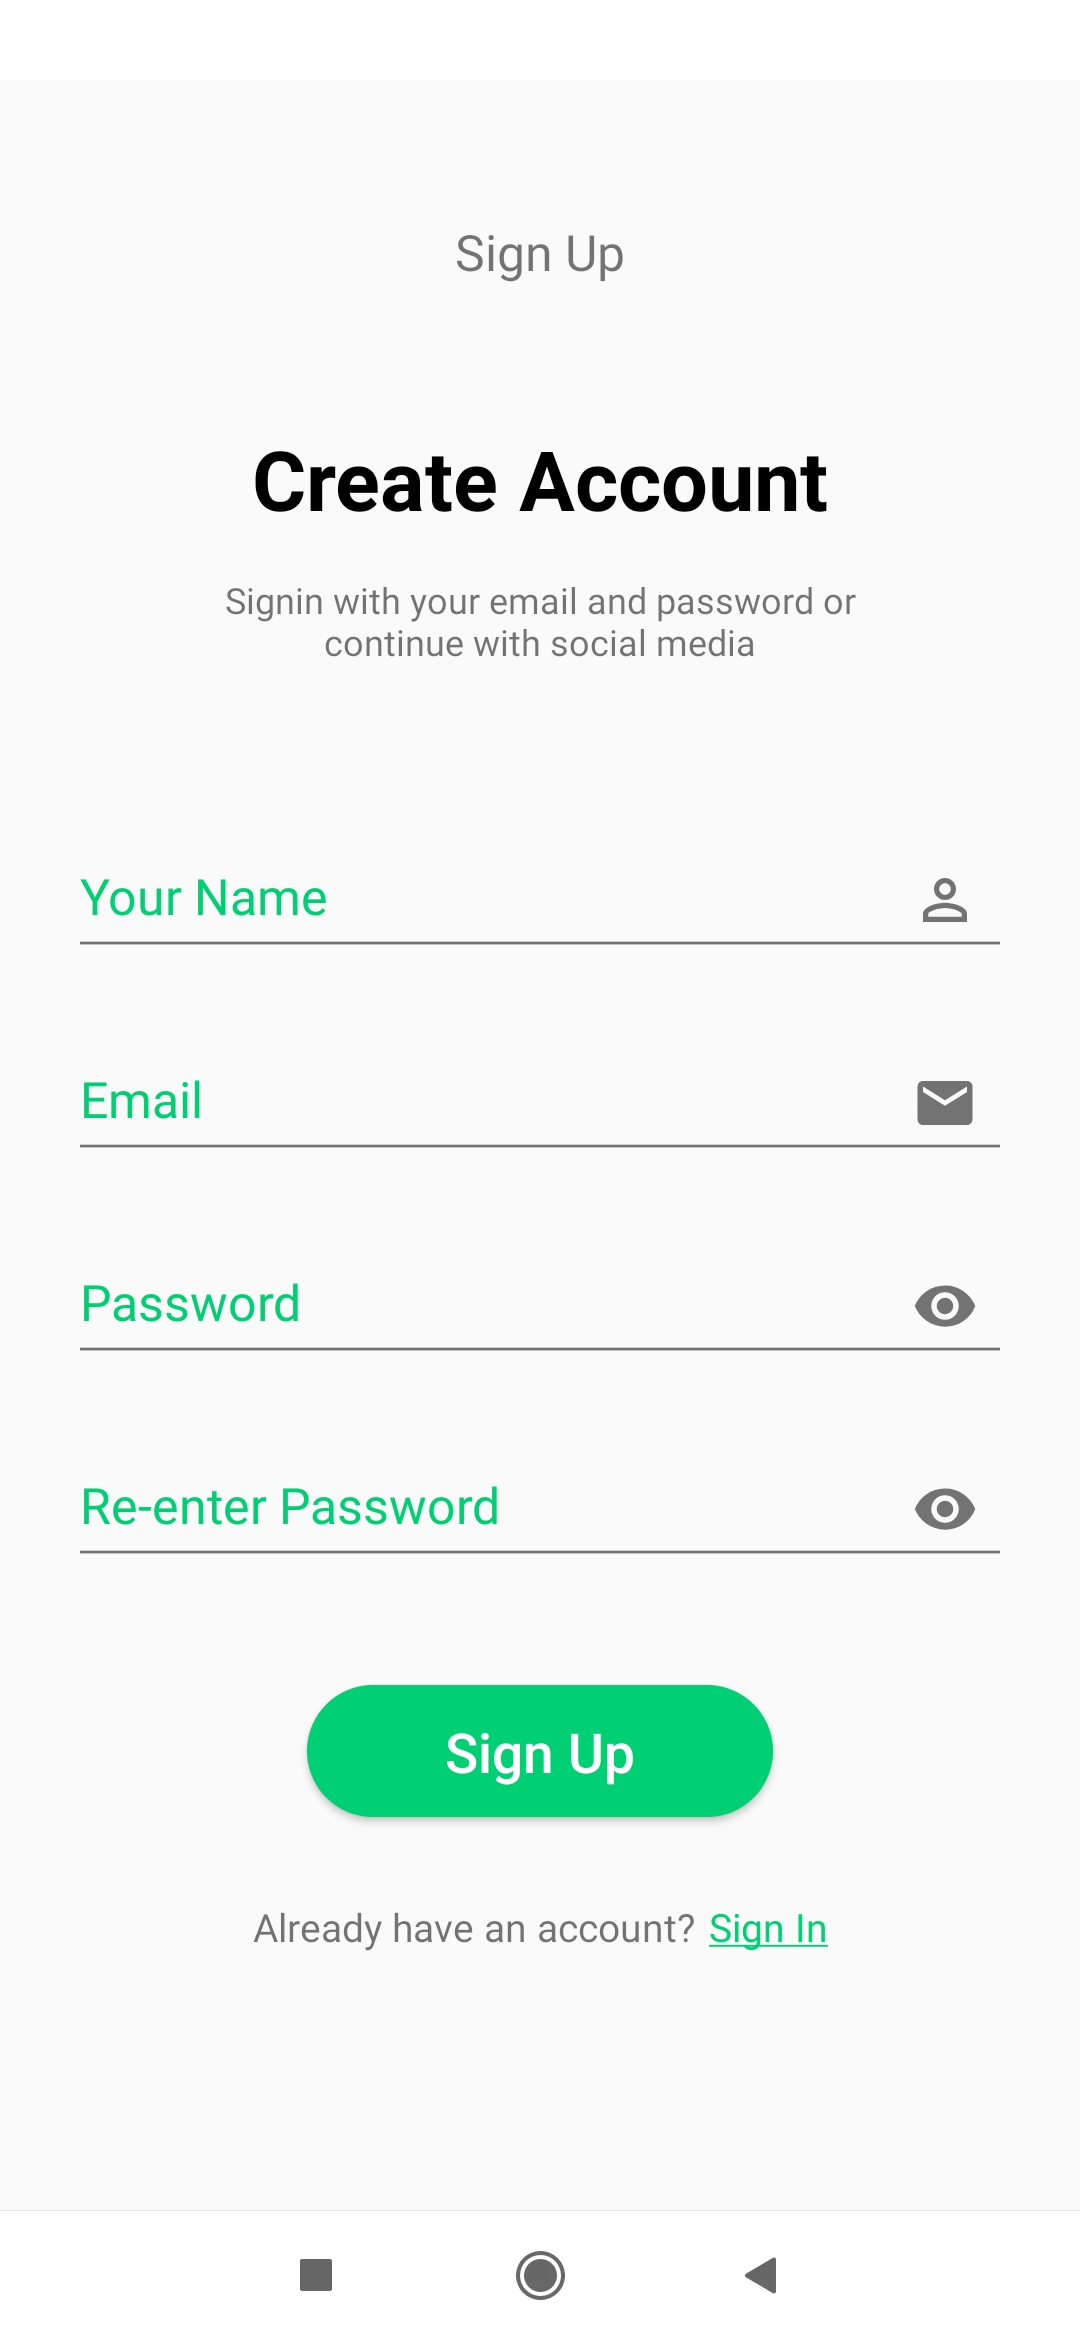 Sign Up
Create Account
Signin with your email and password or
continue with social media
Your Name
Email
Password
Re-enter Password
Sign Up
Already have an account? Sign In